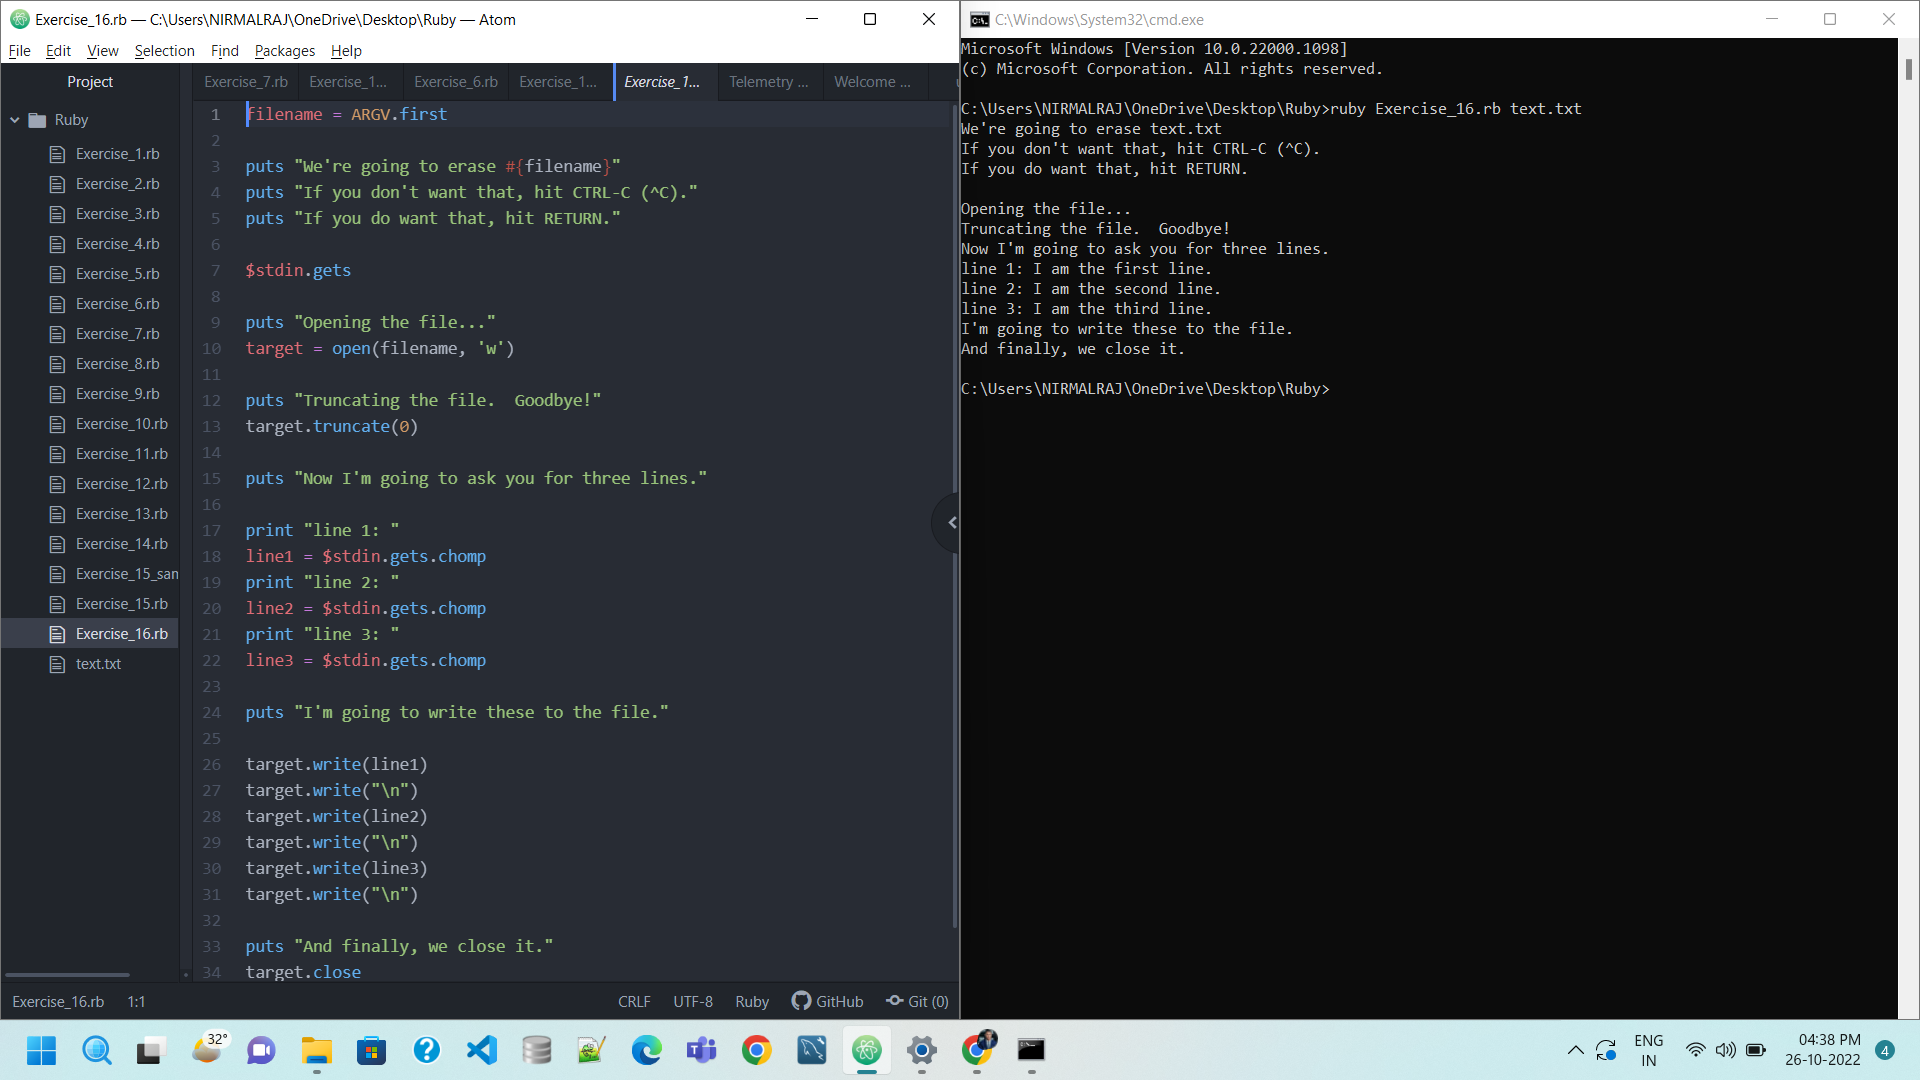 Exercise_16.rb — C:\Users\NIRMALRAJ\OneDrive\Desktop\Ruby — Atom
File Edit View Selection Find Packages Help
Project
Ruby
Exercise_1.rb
Exercise_2.rb
Exercise_3.rb
Exercise_4.rb
Exercise_5.rb
Exercise_6.rb
Exercise_7.rb
Exercise_8.rb
Exercise_9.rb
Exercise_10.rb
Exercise_11.rb
Exercise_12.rb
Exercise_13.rb
Exercise_14.rb
Exercise_15_san
Exercise_15.rb
Exercise_16.rb
text.txt
Exercise_7.rb Exercise_1... Exercise_6.rb Exercise_1... Exercise_1... Telemetry ... Welcome ...
1 filename = ARGV.first
2
3 puts "We're going to erase #{filename}"
4 puts "If you don't want that, hit CTRL-C (^C)."
5 puts "If you do want that, hit RETURN."
6
7 $stdin.gets
8
9 puts "Opening the file..."
10 target = open(filename, 'w')
11
12 puts "Truncating the file.  Goodbye!"
13 target.truncate(0)
14
15 puts "Now I'm going to ask you for three lines."
16
17 print "line 1: "
18 line1 = $stdin.gets.chomp
19 print "line 2: "
20 line2 = $stdin.gets.chomp
21 print "line 3: "
22 line3 = $stdin.gets.chomp
23
24 puts "I'm going to write these to the file."
25
26 target.write(line1)
27 target.write("\n")
28 target.write(line2)
29 target.write("\n")
30 target.write(line3)
31 target.write("\n")
32
33 puts "And finally, we close it."
34 target.close
Exercise_16.rb 1:1 CRLF UTF-8 Ruby GitHub Git (0)
C:\Windows\System32\cmd.exe
Microsoft Windows [Version 10.0.22000.1098]
(c) Microsoft Corporation. All rights reserved.
C:\Users\NIRMALRAJ\OneDrive\Desktop\Ruby>ruby Exercise_16.rb text.txt
We're going to erase text.txt
If you don't want that, hit CTRL-C (^C).
If you do want that, hit RETURN.
Opening the file...
Truncating the file.  Goodbye!
Now I'm going to ask you for three lines.
line 1: I am the first line.
line 2: I am the second line.
line 3: I am the third line.
I'm going to write these to the file.
And finally, we close it.
C:\Users\NIRMALRAJ\OneDrive\Desktop\Ruby>
32°
ENG
IN
04:38 PM
26-10-2022
4